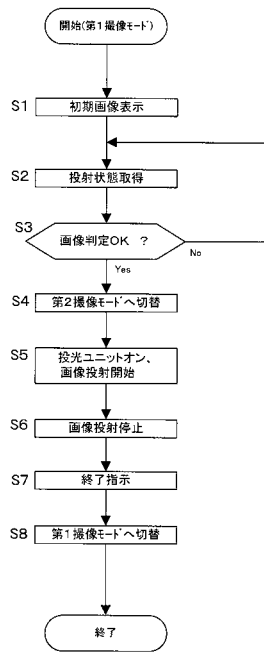 開始(第1撮像モード)
S1
初期画像表示
S2
投射状態取得
S3
画像判定OK ?
No
Yes
S4
第2撮像モードへ切替
S5
投光ユニットオン、
画像投射開始
S6
画像投射停止
S7
終了指示
S8
第1撮像モードへ切替
終了